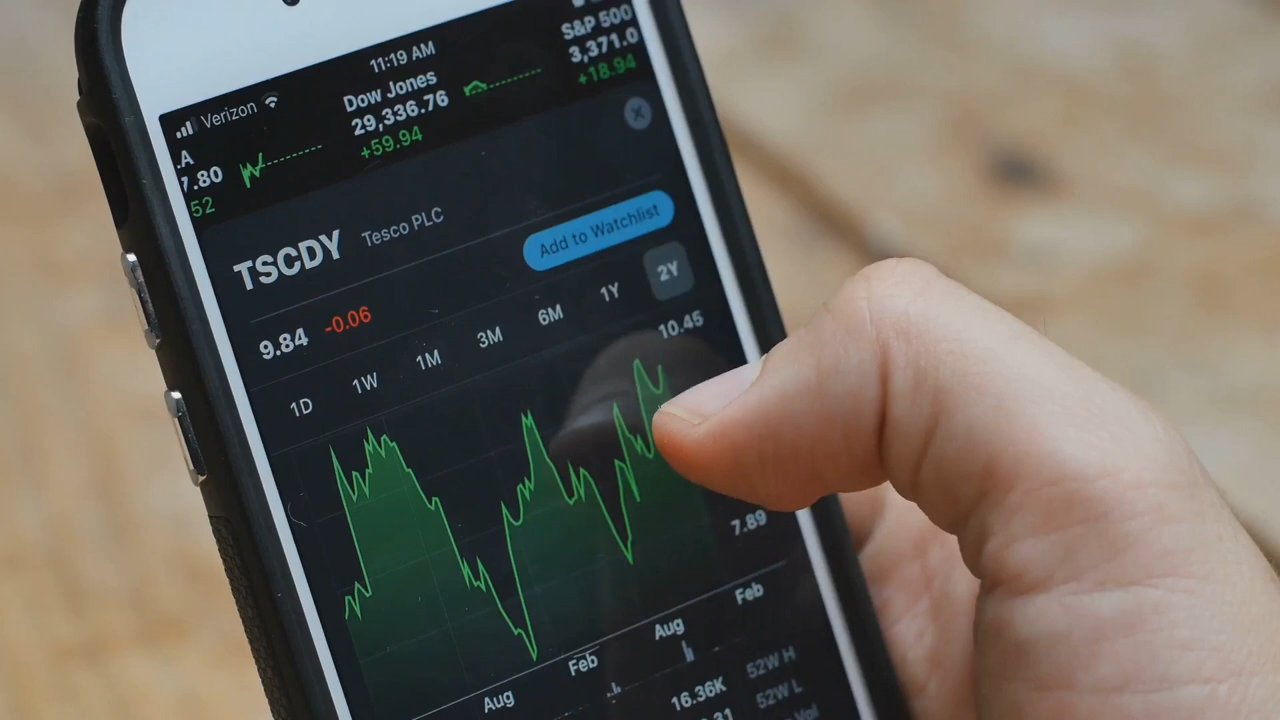 11:19 AM
Verizon
.A
7.80
52
Dow Jones
29,336.76
+59.94
S&P 500
3,371.0
+18.94
TSCDY Tesco PLC
Add to Watchlist
9.84 -0.06
1D 1W 1M 3M 6M 1Y 2Y
10.45
7.89
Aug Feb Aug Feb
16.36K 52W H
.31 52W L
Vol